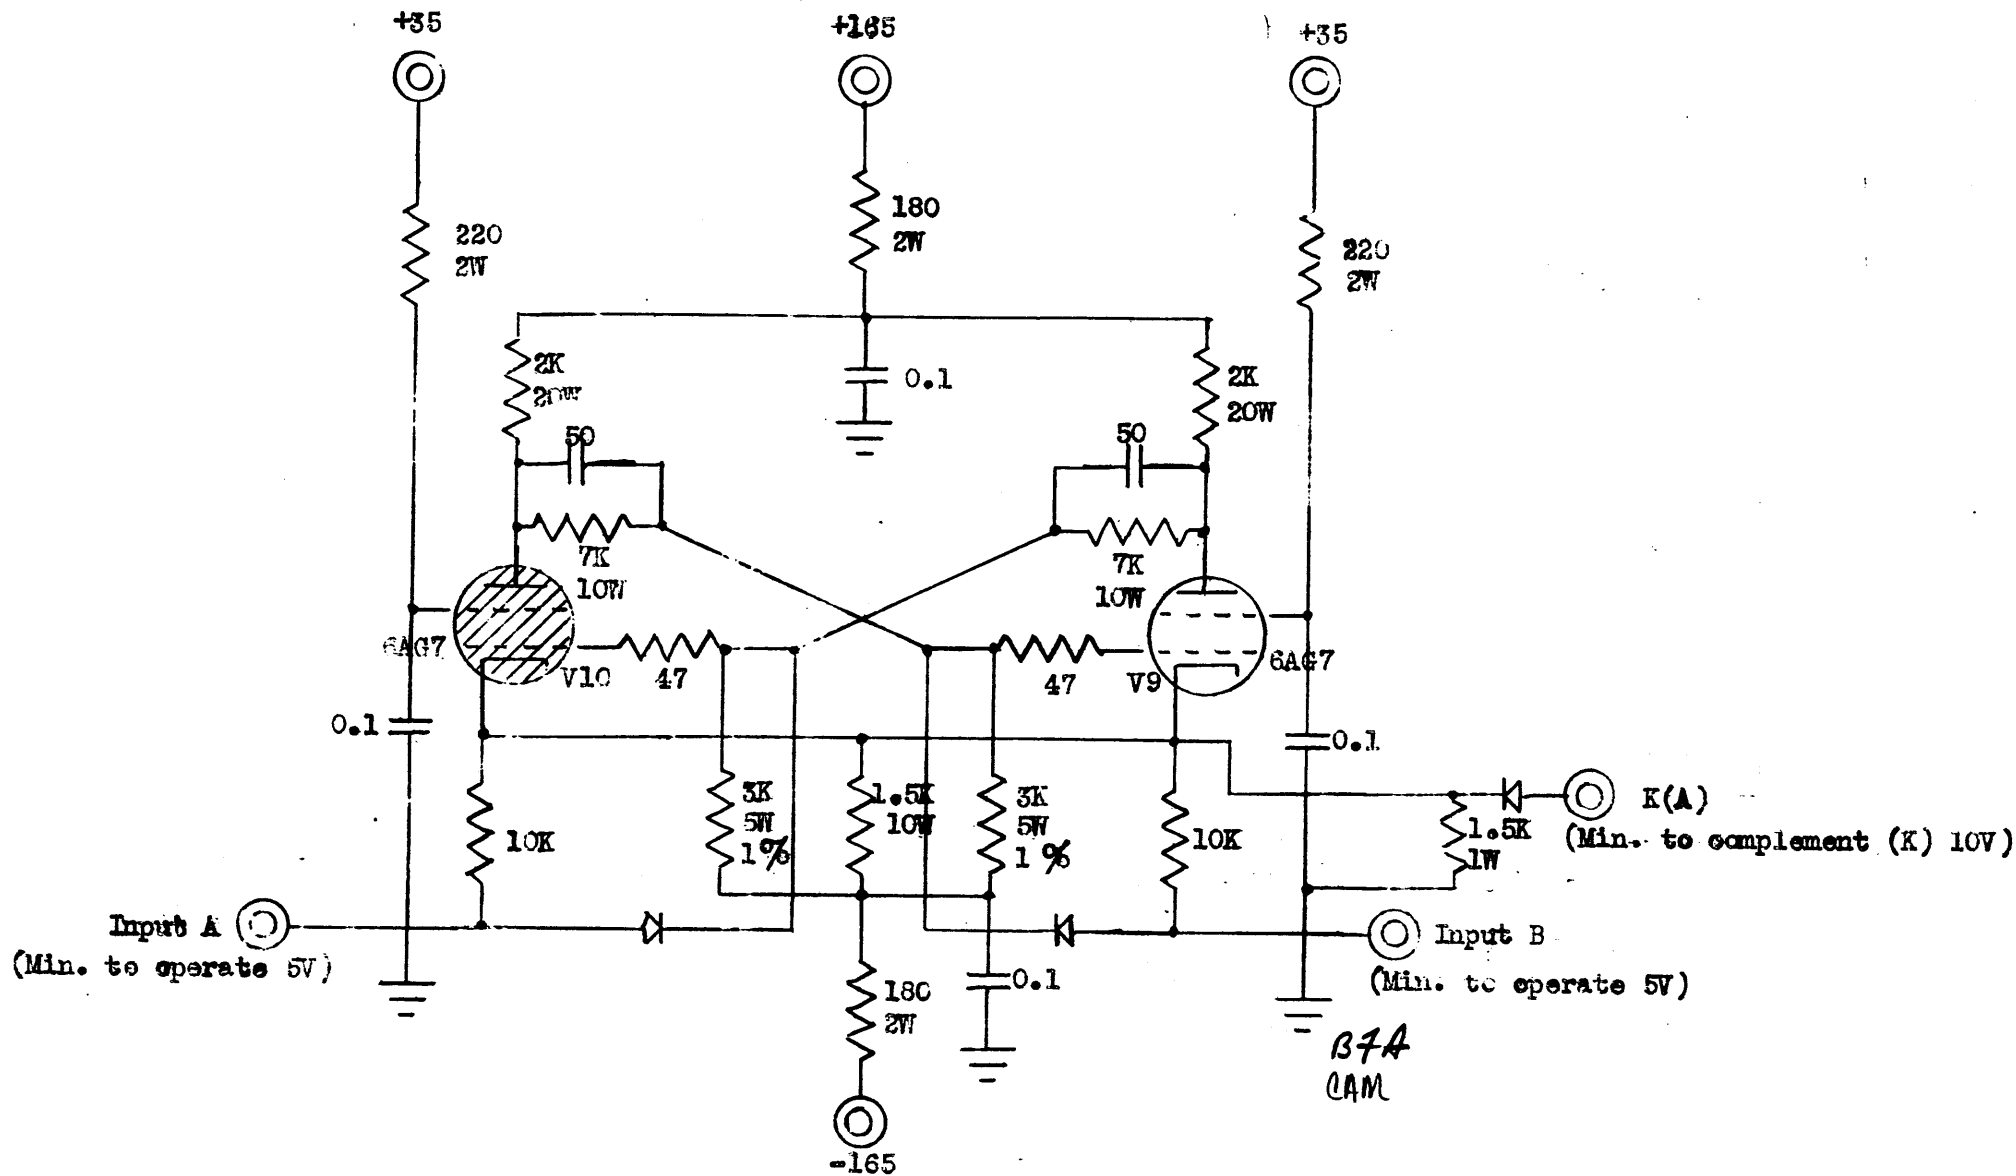 +35
+165
+35
180
2W
220
2W
220
2W
2K
20W
0.1
2K
20W
50
50
7K
10W
7K
10W
6AG7
V10
47
47
V9
6AG7
0.1
0.1
3K
5W
1%
1.5K
10W
3K
5W
1%
10K
10K
K(A)
1.5K
1W
(Min. to complement (K) 10V)
Input A
(Min. to operate 5V)
Input B
(Min. to operate 5V)
180
2W
0.1
B7A
CAM
-165